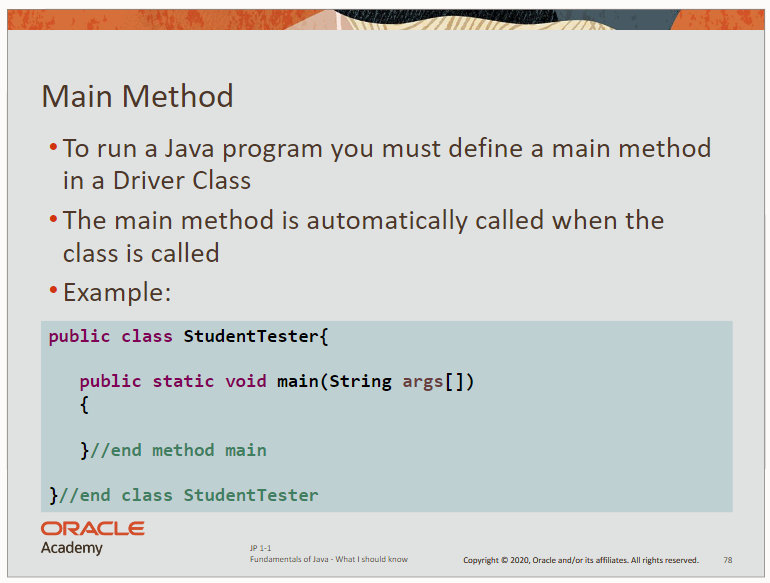 Main Method
• To run a Java program you must define a main method
in a Driver Class
• The main method is automatically called when the
class is called
• Example:
public class StudentTester{
public static void main(String args[])
{
}//end method main
}//end class StudentTester
ORACLE
Academy
JP 1-1
Fundamentals of Java - What I should know
Copyright © 2020, Oracle and/or its affiliates. All rights reserved.
78